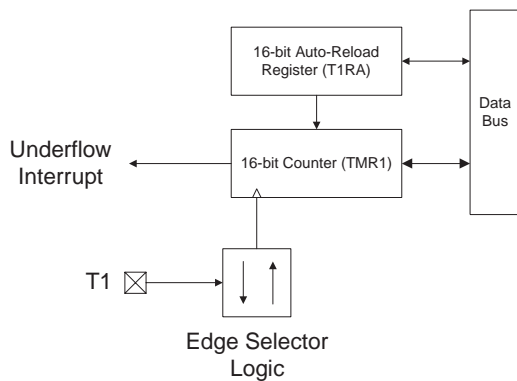 16-bit Auto-Reload
Register (T1RA)
Data
Bus
16-bit Counter (TMR1)
Underflow
Interrupt
T1
Edge Selector
Logic